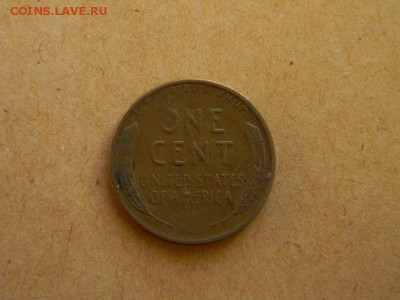 COINS.LAVE.RU
ONE
CENT
UNITED STATES
OF AMERICA